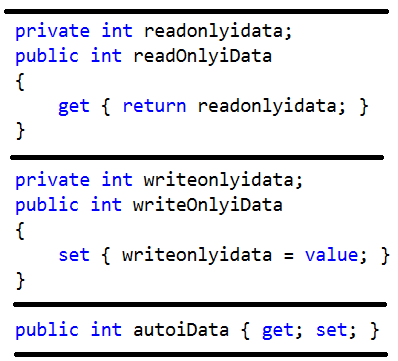 private int readonlyidata;
public int readOnlyiData
{
    get { return readonlyidata; }
}
private int writeonlyidata;
public int writeOnlyiData
{
    set { writeonlyidata = value; }
}
public int autoiData { get; set; }